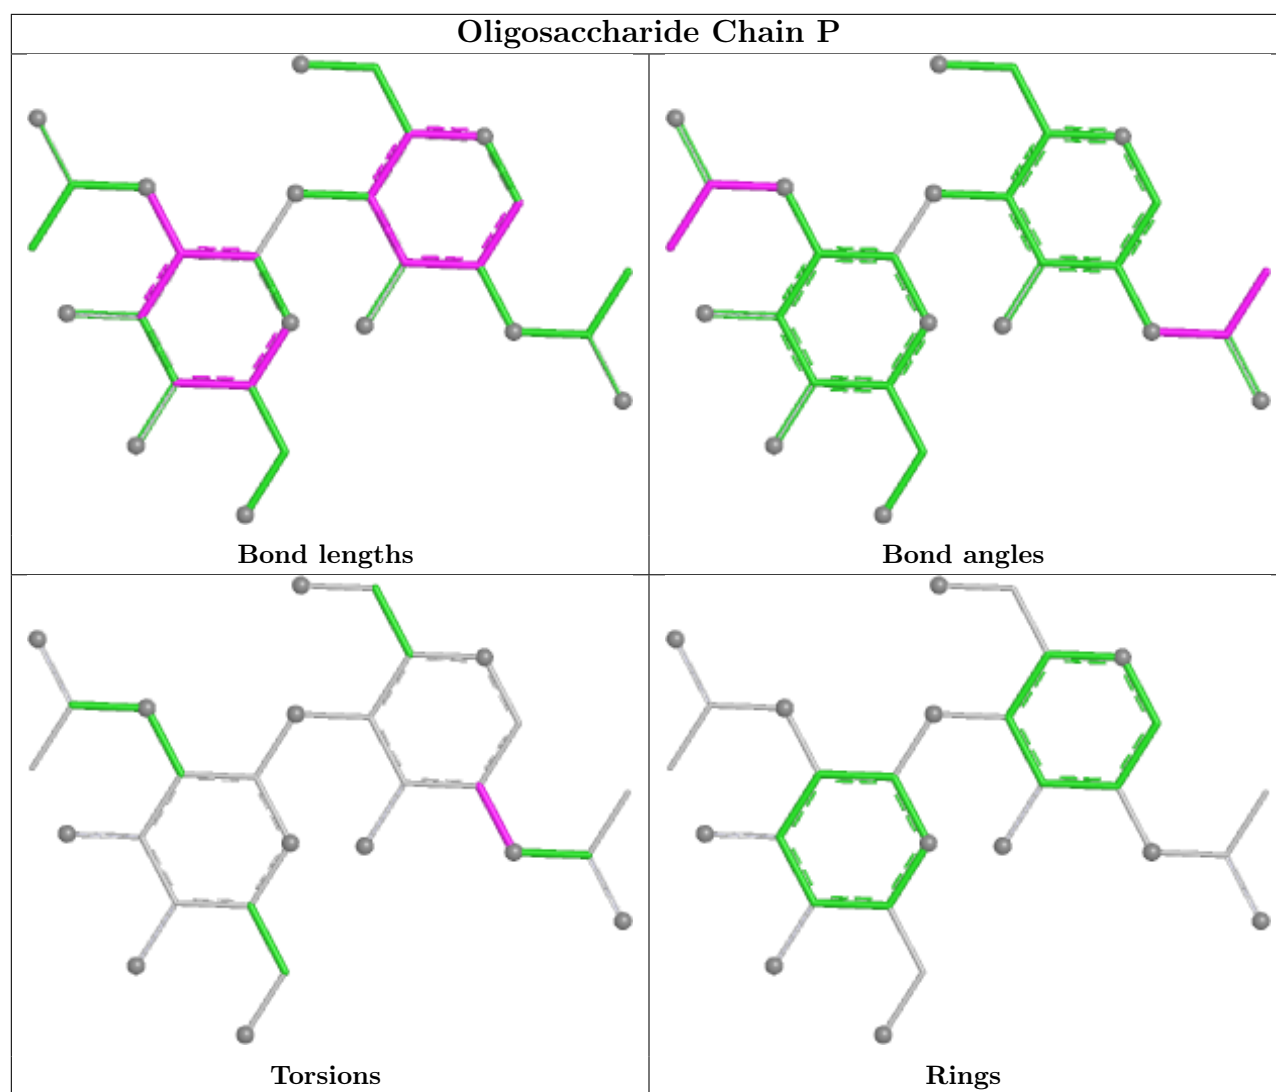 Oligosaccharide Chain P
Bond lengths
Bond angles
Torsions
Rings